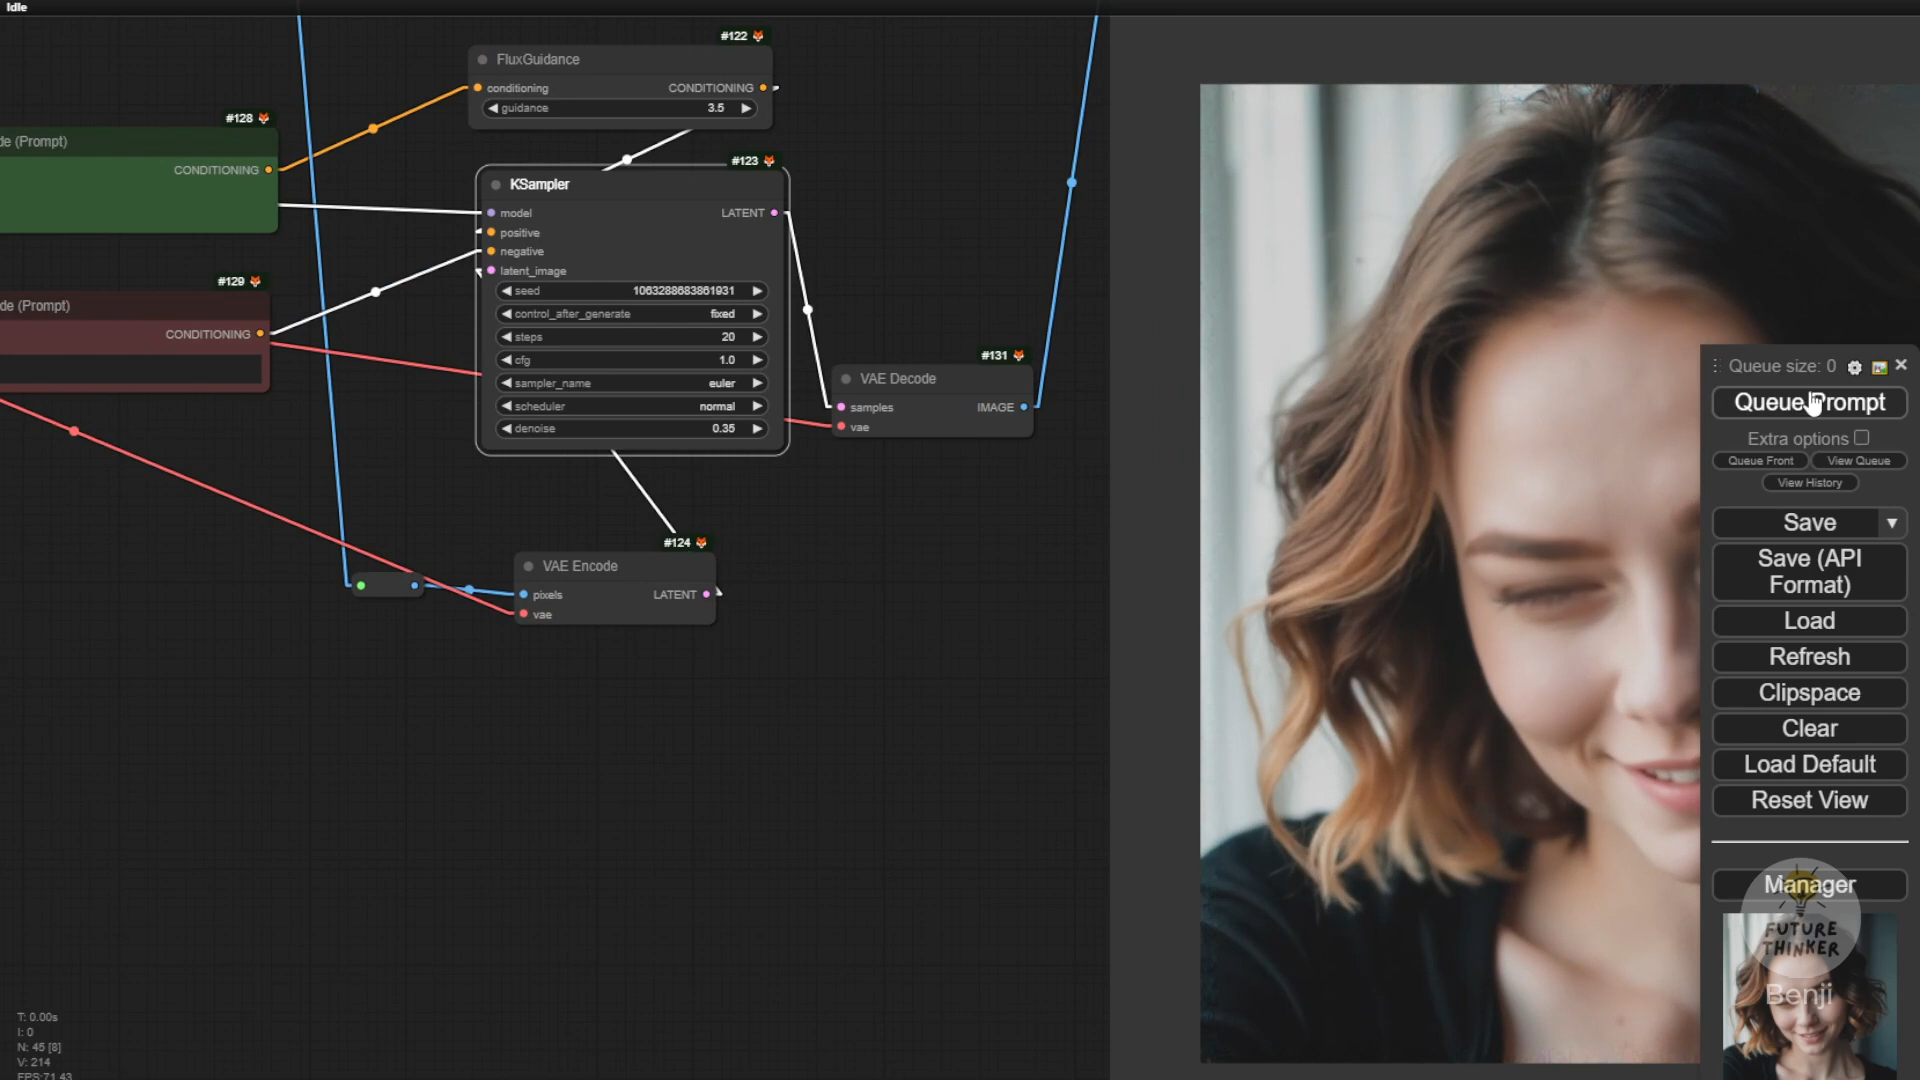 Idle
#122
FluxGuidance
conditioning CONDITIONING
guidance 3.5
#128
de (Prompt)
CONDITIONING
#123
KSampler
model LATENT
positive
negative
latent_image
seed 1063288683861931
control_after_generate fixed
steps 20
cfg 1.0
sampler_name euler
scheduler normal
denoise 0.35
#129
de (Prompt)
CONDITIONING
#131
VAE Decode
samples IMAGE
vae
#124
VAE Encode
pixels LATENT
vae
T: 0.00s
I: 0
N: 45 [8]
V: 214
FPS:71.43
Queue size: 0
Queue Prompt
Extra options
Queue Front View Queue
View History
Save
Save (API
Format)
Load
Refresh
Clipspace
Clear
Load Default
Reset View
Manager
FUTURE
THINKER
Benji